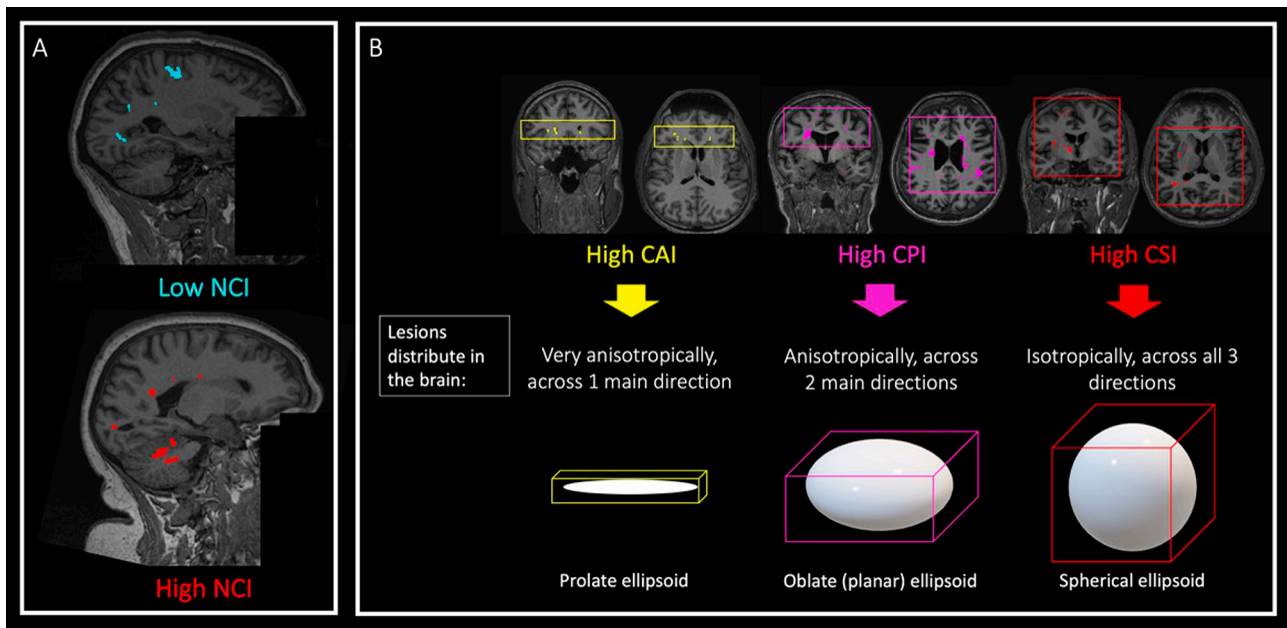 A
Low NCI
High NCI
B
High CAI
High CPI
High CSI
Lesions
distribute in
the brain:
Very anisotropically,
across 1 main direction
Anisotropically, across
2 main directions
Isotropically, across all 3
directions
Prolate ellipsoid
Oblate (planar) ellipsoid
Spherical ellipsoid